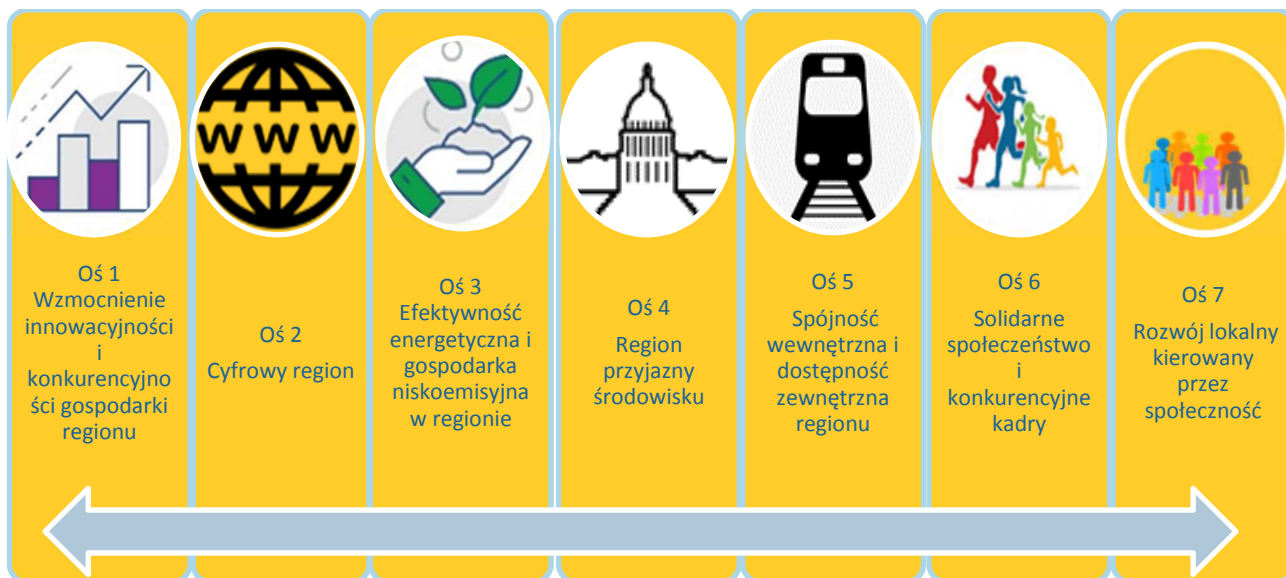 W W W
Oś 1
Wzmocnienie
innowacyjności
i
konkurencyjno
ści gospodarki
regionu
Oś 2
Cyfrowy region
Oś 3
Efektywność
energetyczna i
gospodarka
niskoemisyjna
w regionie
Oś 4
Region
przyjazny
środowisku
Oś 5
Spójność
wewnętrzna i
dostępność
zewnętrzna
regionu
Oś 6
Solidarne
społeczeństwo
i
konkurencyjne
kadry
Oś 7
Rozwój lokalny
kierowany
przez
społeczność